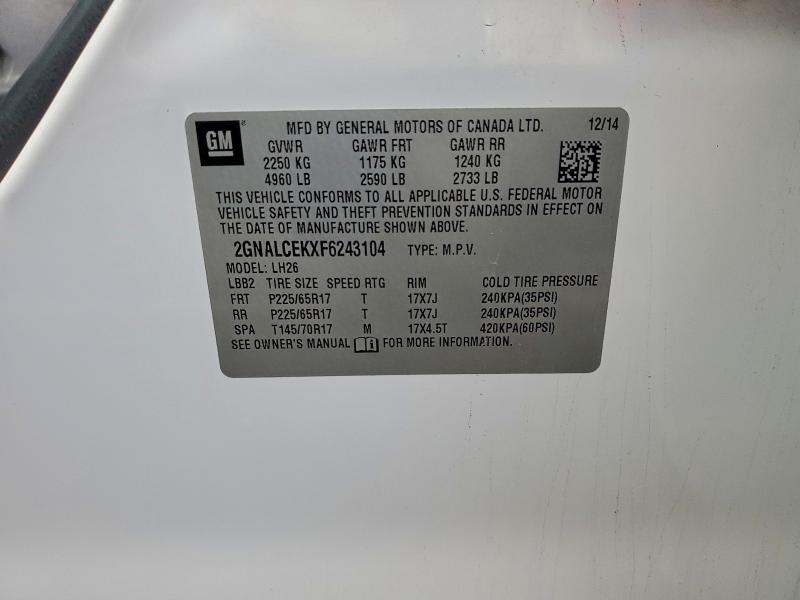 GM ® MFD BY GENERAL MOTORS OF CANADA LTD. 12/14
GVWR GAWR FRT GAWR RR
2250 KG 1175 KG 1240 KG
4960 LB 2590 LB 2733 LB
THIS VEHICLE CONFORMS TO ALL APPLICABLE U.S. FEDERAL MOTOR
VEHICLE SAFETY AND THEFT PREVENTION STANDARDS IN EFFECT ON
THE DATE OF MANUFACTURE SHOWN ABOVE.
2GNALCEKXF6243104 TYPE: M.P.V.
MODEL: LH26
LBB2 TIRE SIZE SPEED RTG RIM COLD TIRE PRESSURE
FRT P225/65R17 T 17X7J 240KPA(35PSI)
RR P225/65R17 T 17X7J 240KPA(35PSI)
SPA T145/70R17 M 17X4.5T 420KPA(60PSI)
SEE OWNER'S MANUAL FOR MORE INFORMATION.